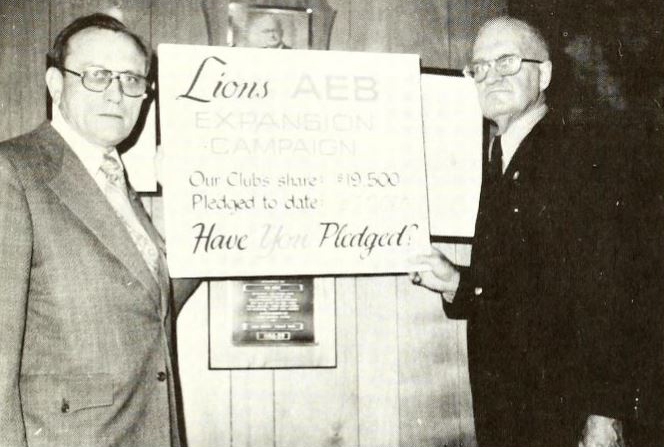 Lions AEB
EXPANSION
CAMPAIGN
Our Clubs share: $19,500
Pledged to date:
Have You Pledged?